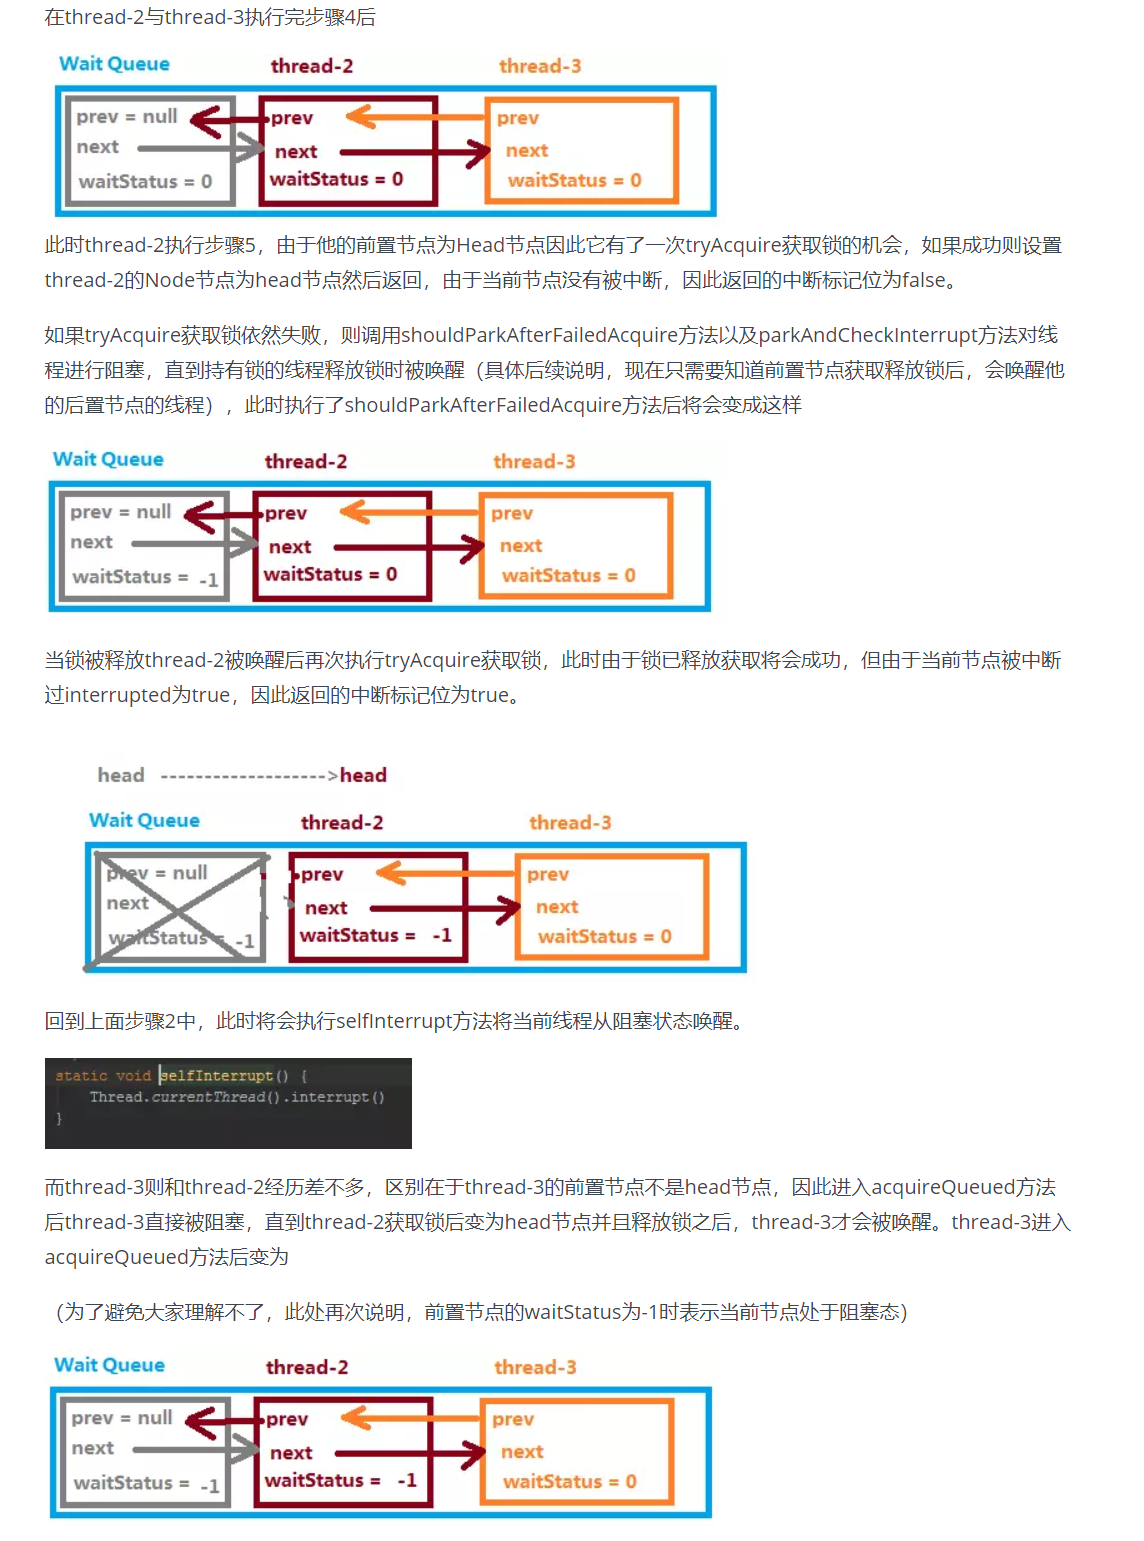 在thread-2与thread-3执行完步骤4后
Wait Queue thread-2 thread-3
prev = null prev prev
next next next
waitStatus = 0 waitStatus = 0 waitStatus = 0
此时thread-2执行步骤5，由于他的前置节点为Head节点因此它有了一次tryAcquire获取锁的机会，如果成功则设置
thread-2的Node节点为head节点然后返回，由于当前节点没有被中断，因此返回的中断标记位为false。
如果tryAcquire获取锁依然失败，则调用shouldParkAfterFailedAcquire方法以及parkAndCheckInterrupt方法对线
程进行阻塞，直到持有锁的线程释放锁时被唤醒（具体后续说明，现在只需要知道前置节点获取释放锁后，会唤醒他
的后置节点的线程），此时执行了shouldParkAfterFailedAcquire方法后将会变成这样
Wait Queue thread-2 thread-3
prev = null prev prev
next next next
waitStatus = -1 waitStatus = 0 waitStatus = 0
当锁被释放thread-2被唤醒后再次执行tryAcquire获取锁，此时由于锁已释放获取将会成功，但由于当前节点被中断
过interrupted为true，因此返回的中断标记位为true。
head ------------------->head
Wait Queue thread-2 thread-3
prev = null prev prev
next next next
waitStatus = -1 waitStatus = -1 waitStatus = 0
回到上面步骤2中，此时将会执行selfInterrupt方法将当前线程从阻塞状态唤醒。
static void selfInterrupt() {
Thread.currentThread().interrupt()
}
而thread-3则和thread-2经历差不多，区别在于thread-3的前置节点不是head节点，因此进入acquireQueued方法
后thread-3直接被阻塞，直到thread-2获取锁后变为head节点并且释放锁之后，thread-3才会被唤醒。thread-3进入
acquireQueued方法后变为
（为了避免大家理解不了，此处再次说明，前置节点的waitStatus为-1时表示当前节点处于阻塞态）
Wait Queue thread-2 thread-3
prev = null prev prev
next next next
waitStatus = -1 waitStatus = -1 waitStatus = 0